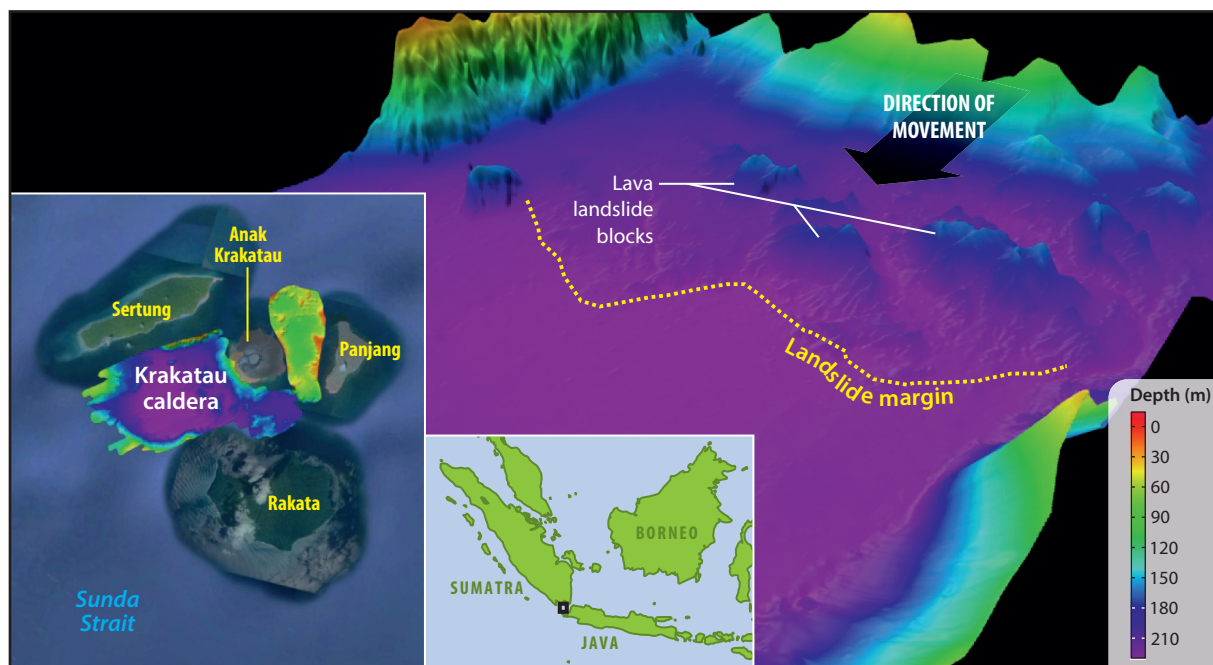 DIRECTION OF
MOVEMENT
Lava
landslide
blocks
Landslide margin
Anak
Krakatau
Sertung
Panjang
Krakatau
caldera
Rakata
Sunda
Strait
BORNEO
SUMATRA
JAVA
Depth (m)
0
30
60
90
120
150
180
210